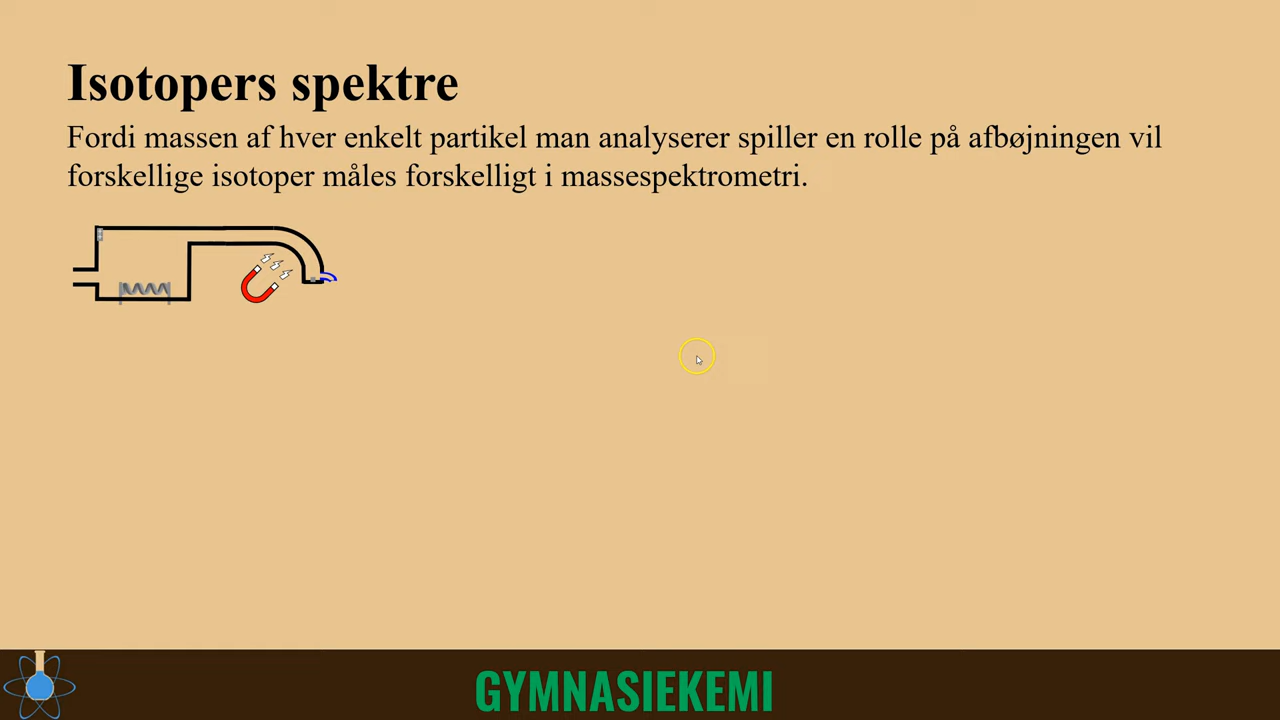 Isotopers spektre
Fordi massen af hver enkelt partikel man analyserer spiller en rolle på afbøjningen vil
forskellige isotoper måles forskelligt i massespektrometri.
GYMNASIEKEMI